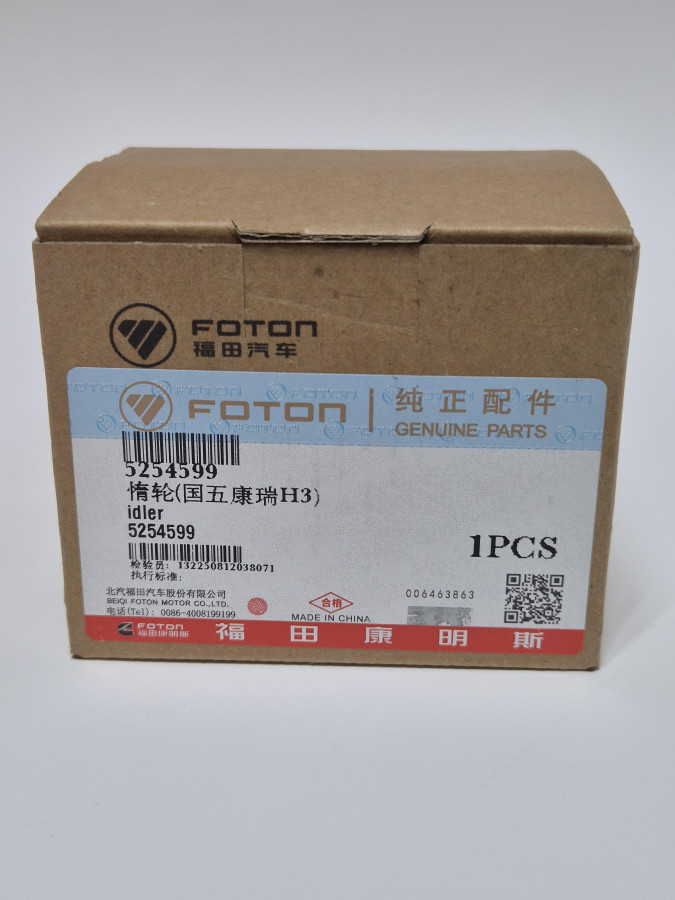 FOTON
福田汽车
FOTON 纯正配件
GENUINE PARTS
5254599
惰轮(国五康瑞H3)
idler
5254599
1PCS
检验员: 132250812038071
执行标准:
北汽福田汽车股份有限公司
BEIQI FOTON MOTOR CO.,LTD.
电话(Tel): 0086-4008199199
合格
MADE IN CHINA
006463863
FOTON
福田康明斯
福田康明斯